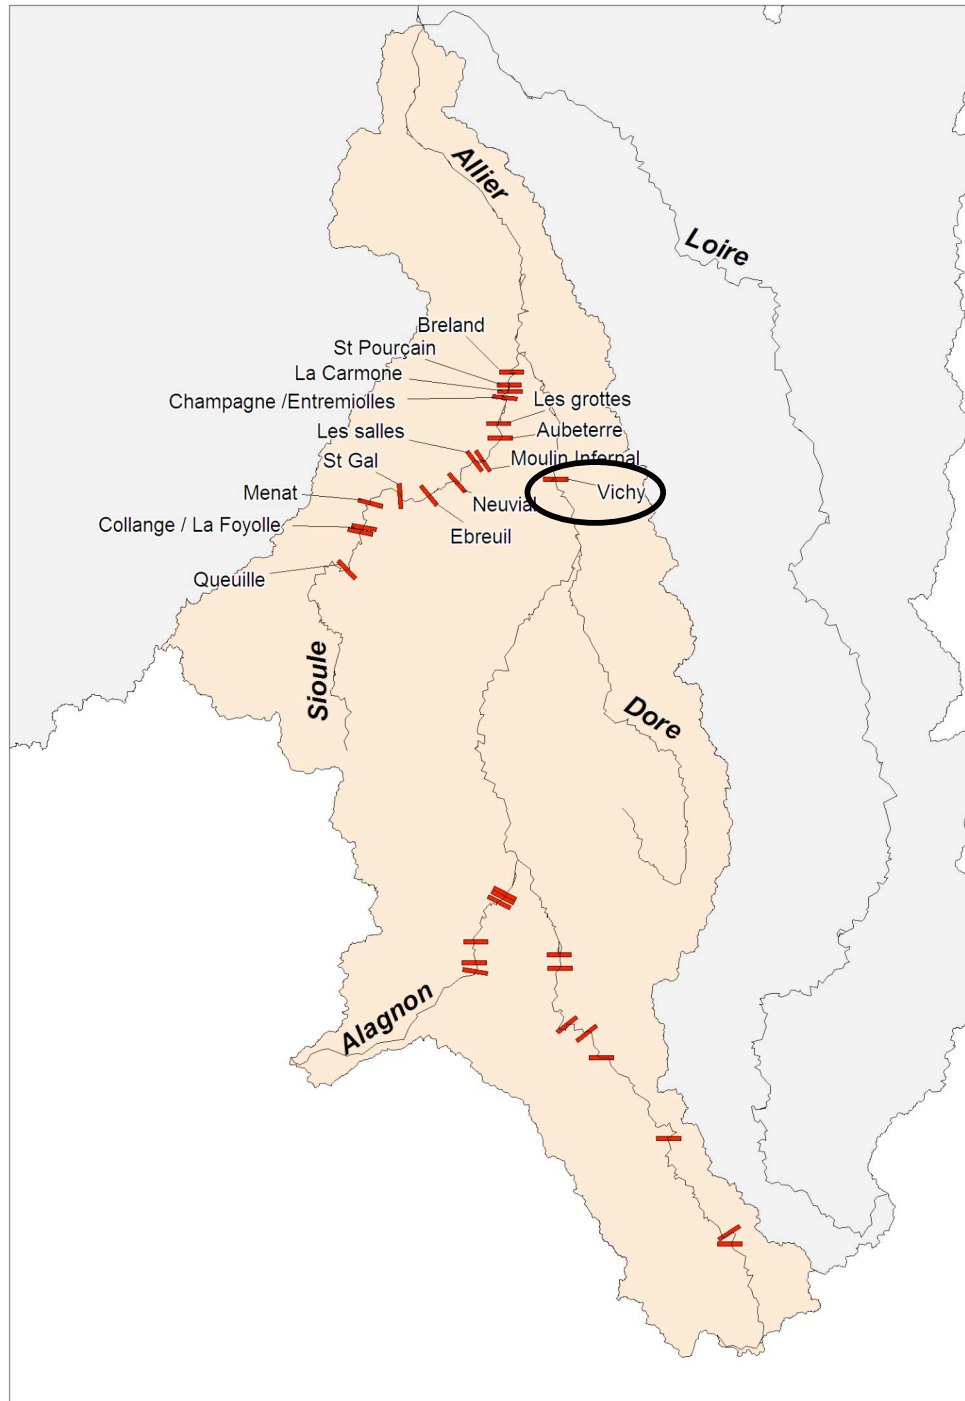 Allier
Loire
Breland
St Pourçain
La Carmone
Champagne /Entremiolles
Les grottes
Les salles
Aubeterre
St Gal
Moulin Infernal
Menat
Vichy
Neuvial
Collange / La Foyolle
Ebreuil
Queuille
Sioule
Dore
Alagnon